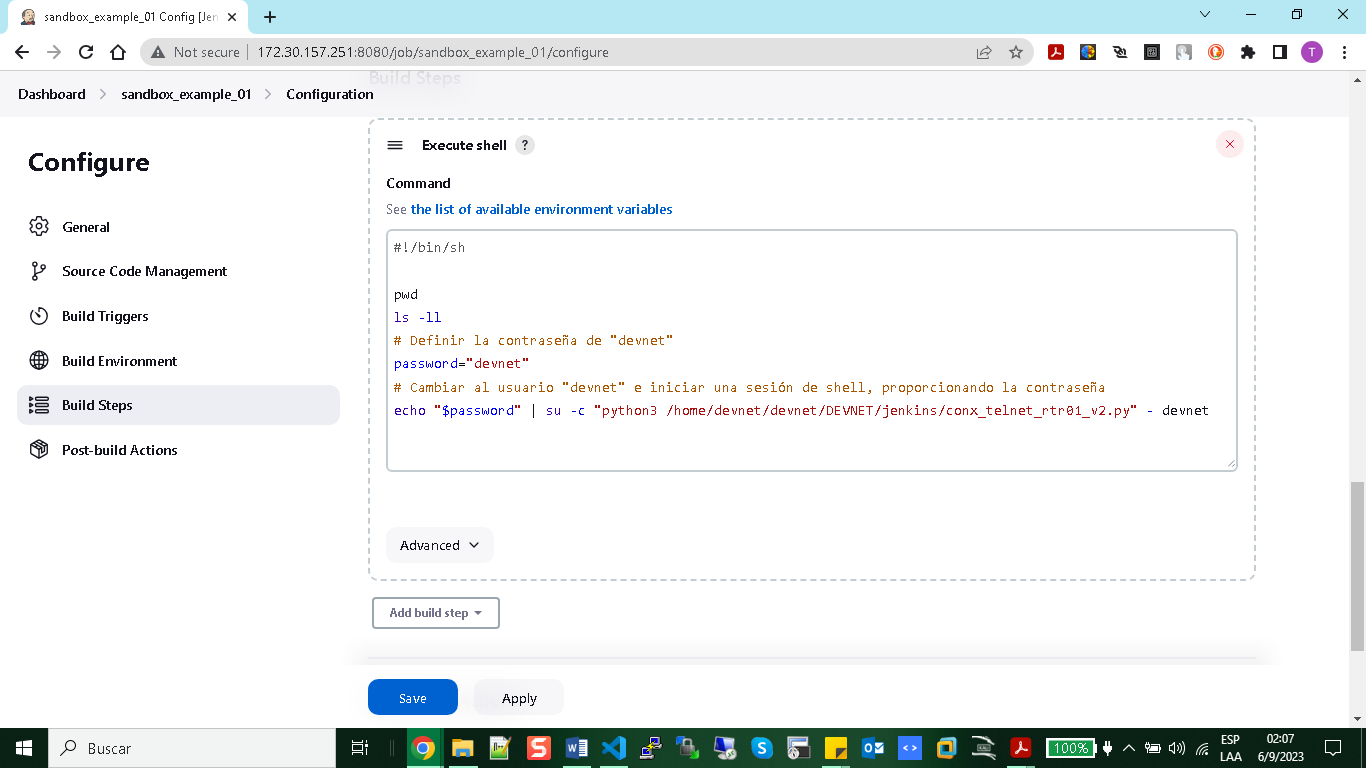 sandbox_example_01 Config [Jen
Not secure
172.30.157.251:8080/job/sandbox_example_01/configure
T
Build Steps
Dashboard
sandbox_example_01
Configuration
Configure
General
Source Code Management
Build Triggers
Build Environment
Build Steps
Post-build Actions
Execute shell ?
Command
See the list of available environment variables
#!/bin/sh
pwd
ls -ll
# Definir la contraseña de "devnet"
password="devnet"
# Cambiar al usuario "devnet" e iniciar una sesión de shell, proporcionando la contraseña
echo "$password" | su -c "python3 /home/devnet/devnet/DEVNET/jenkins/conx_telnet_rtr01_v2.py" - devnet
Advanced
Add build step
Save
Apply
Buscar
100%
ESP
LAA
02:07
6/9/2023